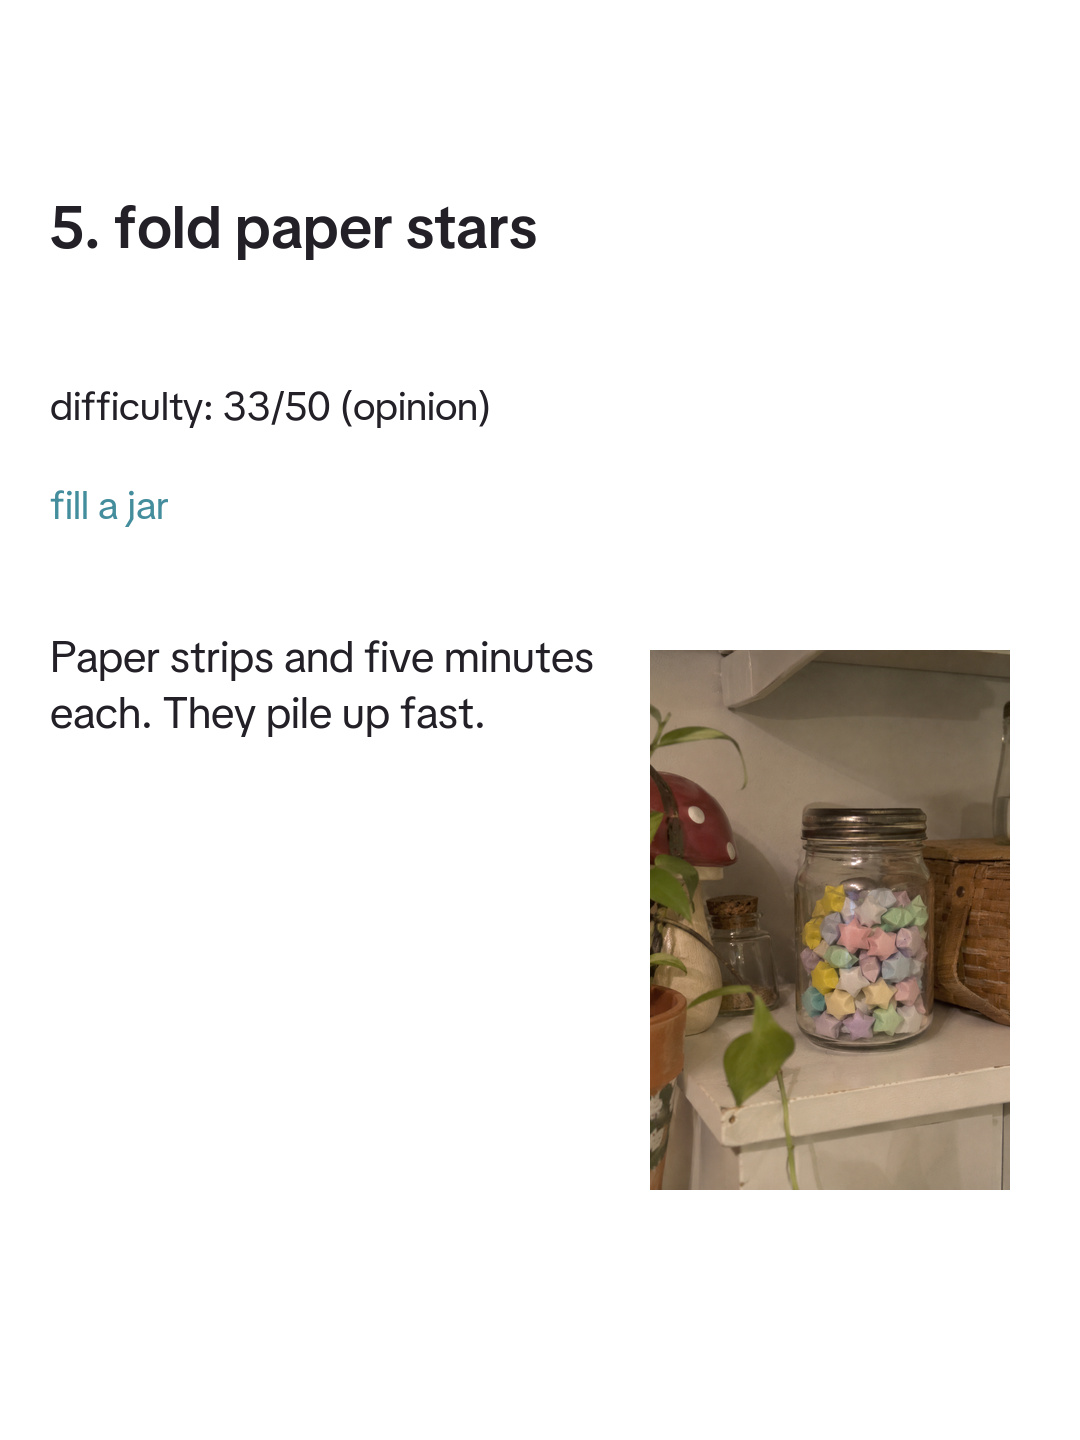 5. fold paper stars
difficulty: 33/50 (opinion)
fill a jar
Paper strips and five minutes
each. They pile up fast.